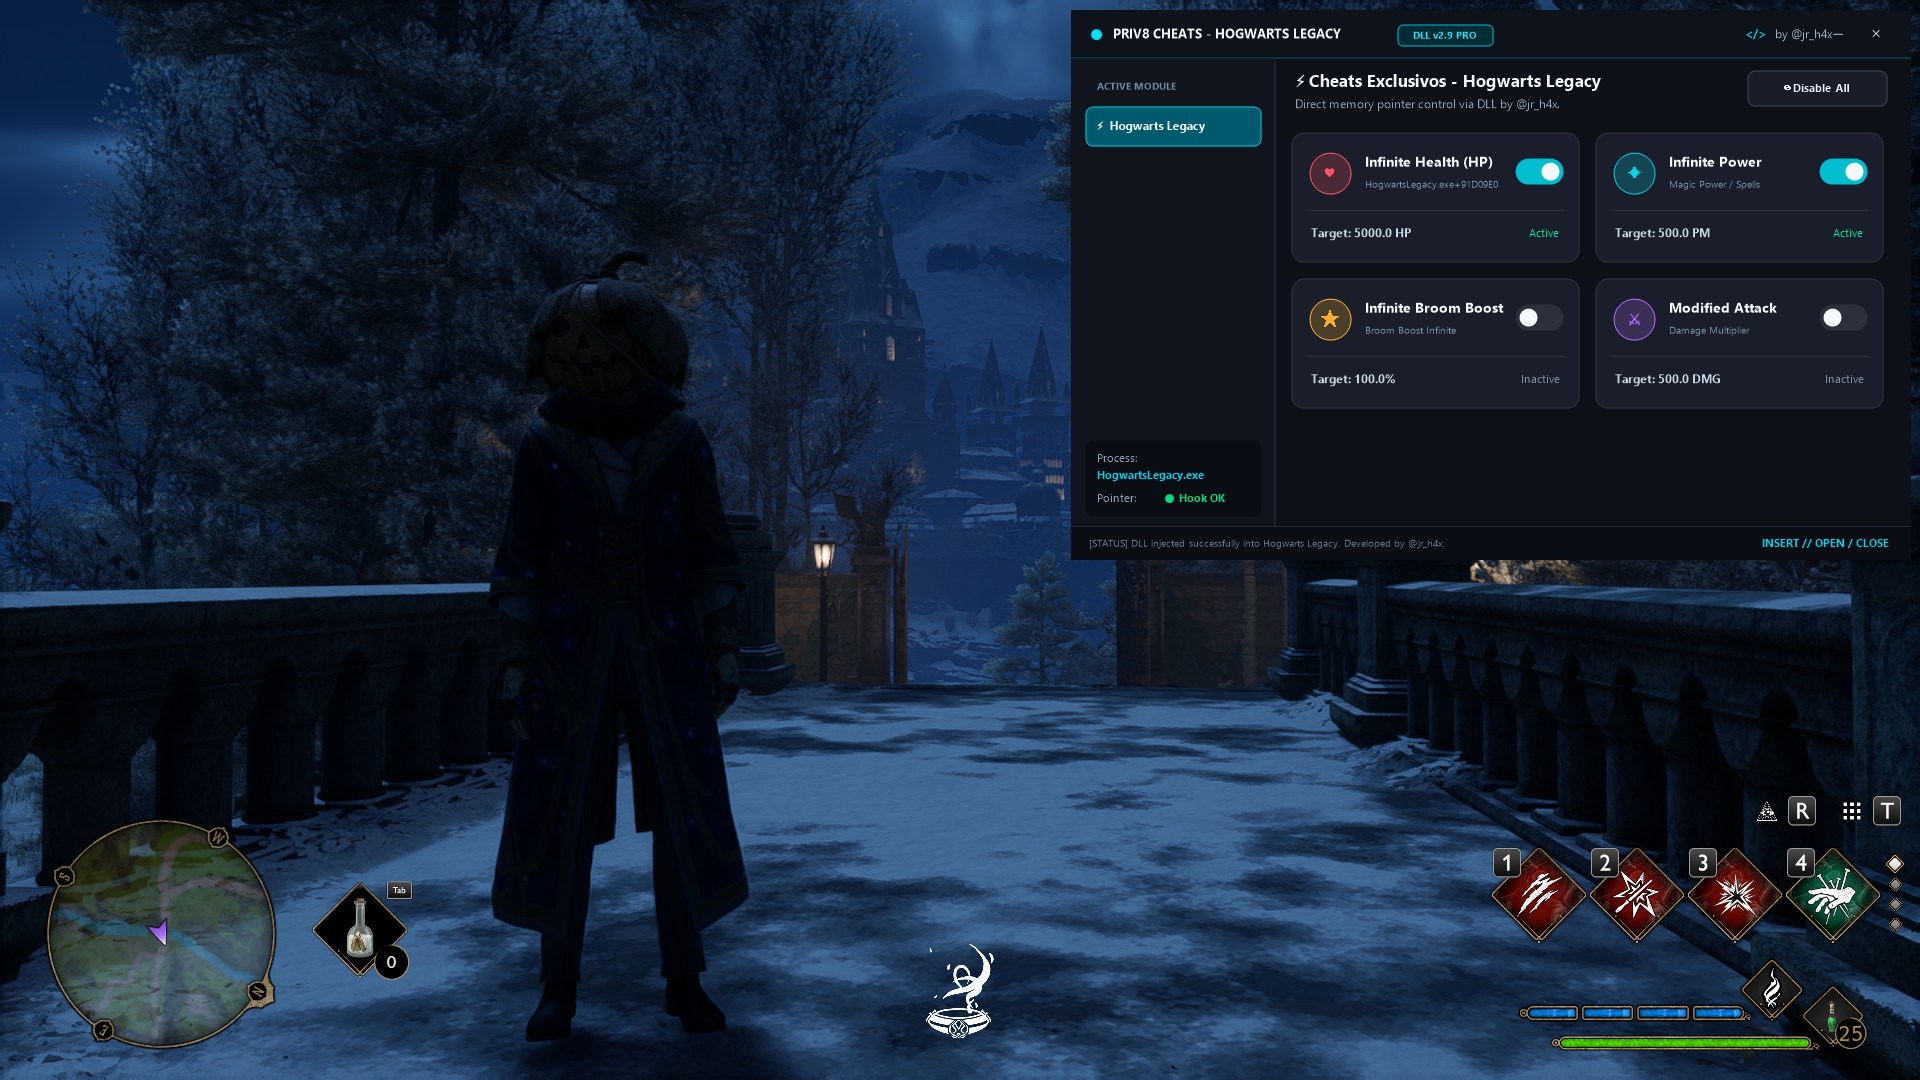 PRIV8 CHEATS - HOGWARTS LEGACY
DLL v2.9 PRO
</> by @jr_h4x
ACTIVE MODULE
Hogwarts Legacy
Cheats Exclusivos - Hogwarts Legacy
Direct memory pointer control via DLL by @jr_h4x.
Disable All
Infinite Health (HP)
HogwartsLegacy.exe+91D09E0
Target: 5000.0 HP
Active
Infinite Power
Magic Power / Spells
Target: 500.0 PM
Active
Infinite Broom Boost
Broom Boost Infinite
Target: 100.0%
Inactive
Modified Attack
Damage Multiplier
Target: 500.0 DMG
Inactive
Process:
HogwartsLegacy.exe
Pointer: Hook OK
[STATUS] DLL injected successfully into Hogwarts Legacy. Developed by @jr_h4x.
INSERT // OPEN / CLOSE
R
T
1
2
3
4
W
S
N
E
Tab
0
25